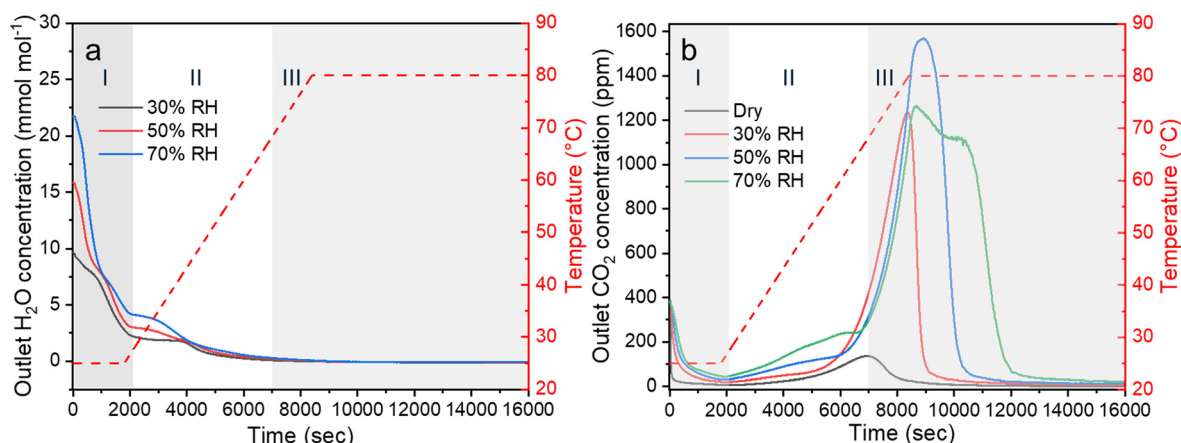 a
I
II
III
30% RH
50% RH
70% RH
Outlet H₂O concentration (mmol mol⁻¹)
30
25
20
15
10
5
0
0 2000 4000 6000 8000 10000 12000 14000 16000
Time (sec)
90
80
70
60
50
40
30
20
Temperature (°C)
b
I
II
III
Dry
30% RH
50% RH
70% RH
Outlet CO₂ concentration (ppm)
1600
1400
1200
1000
800
600
400
200
0
0 2000 4000 6000 8000 10000 12000 14000 16000
Time (sec)
90
80
70
60
50
40
30
20
Temperature (°C)